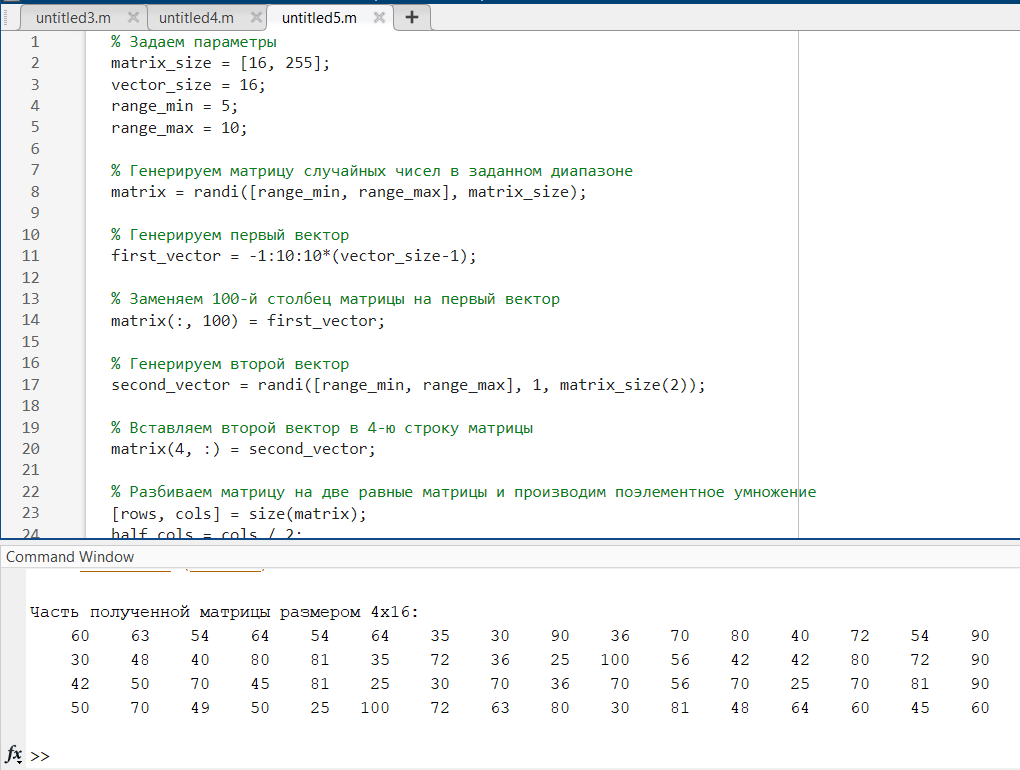 untitled3.m × untitled4.m × untitled5.m × +
1 % Задаем параметры
2 matrix_size = [16, 255];
3 vector_size = 16;
4 range_min = 5;
5 range_max = 10;
6
7 % Генерируем матрицу случайных чисел в заданном диапазоне
8 matrix = randi([range_min, range_max], matrix_size);
9
10 % Генерируем первый вектор
11 first_vector = -1:10:10*(vector_size-1);
12
13 % Заменяем 100-й столбец матрицы на первый вектор
14 matrix(:, 100) = first_vector;
15
16 % Генерируем второй вектор
17 second_vector = randi([range_min, range_max], 1, matrix_size(2));
18
19 % Вставляем второй вектор в 4-ю строку матрицы
20 matrix(4, :) = second_vector;
21
22 % Разбиваем матрицу на две равные матрицы и производим поэлементное умножение
23 [rows, cols] = size(matrix);
24 half_cols = cols / 2;
Command Window
Часть полученной матрицы размером 4x16:
60 63 54 64 54 64 35 30 90 36 70 80 40 72 54 90
30 48 40 80 81 35 72 36 25 100 56 42 42 80 72 90
42 50 70 45 81 25 30 70 36 70 56 70 25 70 81 90
50 70 49 50 25 100 72 63 80 30 81 48 64 60 45 60
fx >>